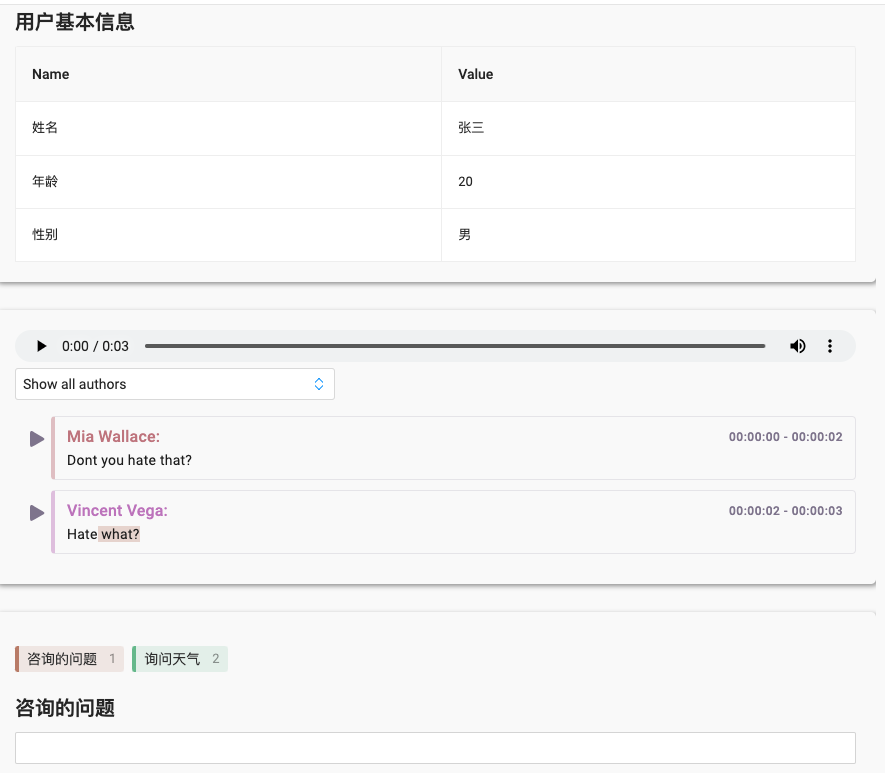 用户基本信息
Name Value
姓名 张三
年龄 20
性别 男
0:00 / 0:03
Show all authors
Mia Wallace: 00:00:00 - 00:00:02
Dont you hate that?
Vincent Vega: 00:00:02 - 00:00:03
Hate what?
咨询的问题 1 询问天气 2
咨询的问题